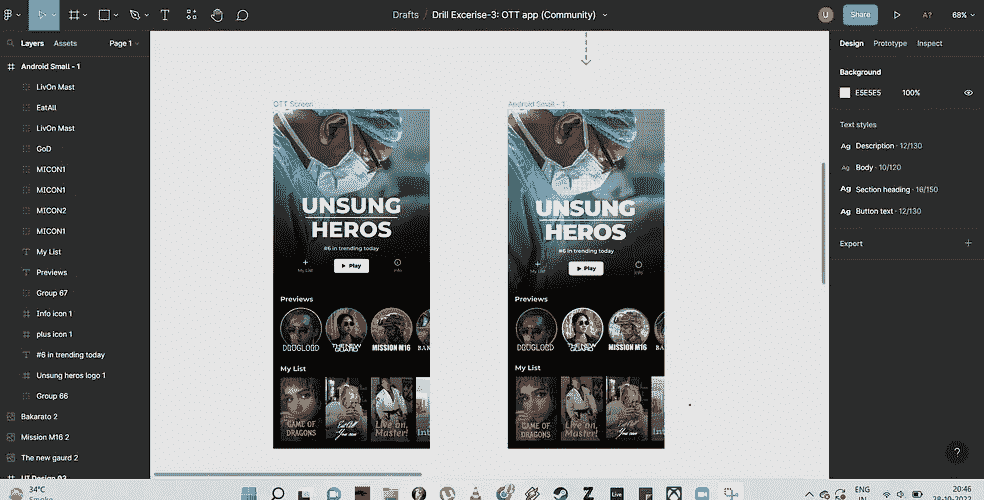 Drafts / Drill Excerise-3: OTT app (Community)
U
Share
A?
68%
Layers
Assets
Page 1
Design
Prototype
Inspect
Android Small - 1
LivOn Mast
EatAll
LivOn Mast
GoD
MICON1
MICON1
MICON2
MICON1
My List
Previews
Group 67
Info icon 1
plus icon 1
#6 in trending today
Unsung heros logo 1
Group 66
Bakarato 2
Mission M16 2
The new gaurd 2
OTT Screen
UNSUNG
HEROS
#6 in trending today
My List
Play
Info
Previews
DOUGLORD
THE NEW
GUARD
MISSION M16
BAK
My List
GAME OF
DRAGONS
Eat All
You can
Live on,
Master!
Android Small - 1
UNSUNG
HEROS
#6 in trending today
My List
Play
Info
Previews
DOUGLORD
THE NEW
GUARD
MISSION M16
BAK
My List
GAME OF
DRAGONS
Live on,
Master!
Eat All
You can
Background
E5E5E5
100%
Text styles
Ag Description · 12/130
Ag Body · 10/120
Ag Section heading · 16/150
Ag Button text · 12/130
Export
?
34°C
Smoke
Live
ENG
IN
20:46
28-10-2022